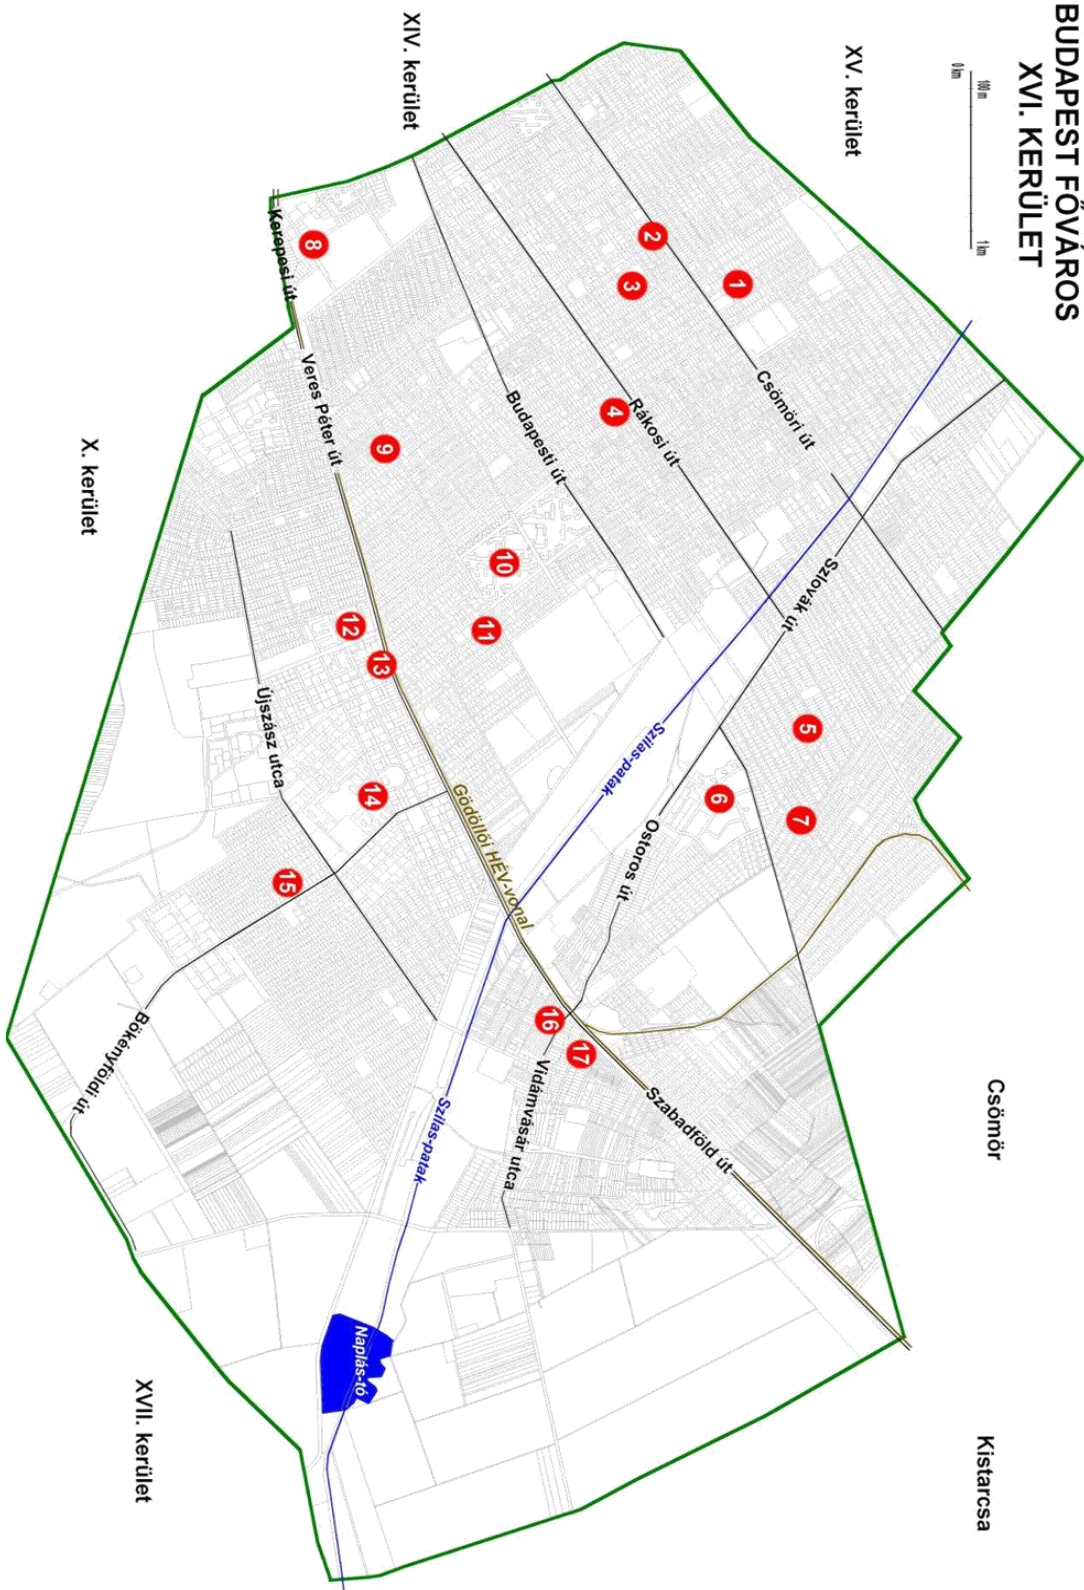 BUDAPEST FŐVÁROS
XVI. KERÜLET
0 km
100 m
1 km
XIV. kerület
XV. kerület
X. kerület
XVII. kerület
Csömör
Kistarcsa
Kerepesi út
Veres Péter út
Budapesti út
Rákosi út
Csömöri út
Szlovák út
Szilas-patak
Ostoros út
Gödöllői HÉV-vonal
Újszász utca
Bökényföldi út
Vidámvásár utca
Szabadföld út
Szilas-patak
Naplás-tó
1
2
3
4
5
6
7
8
9
10
11
12
13
14
15
16
17